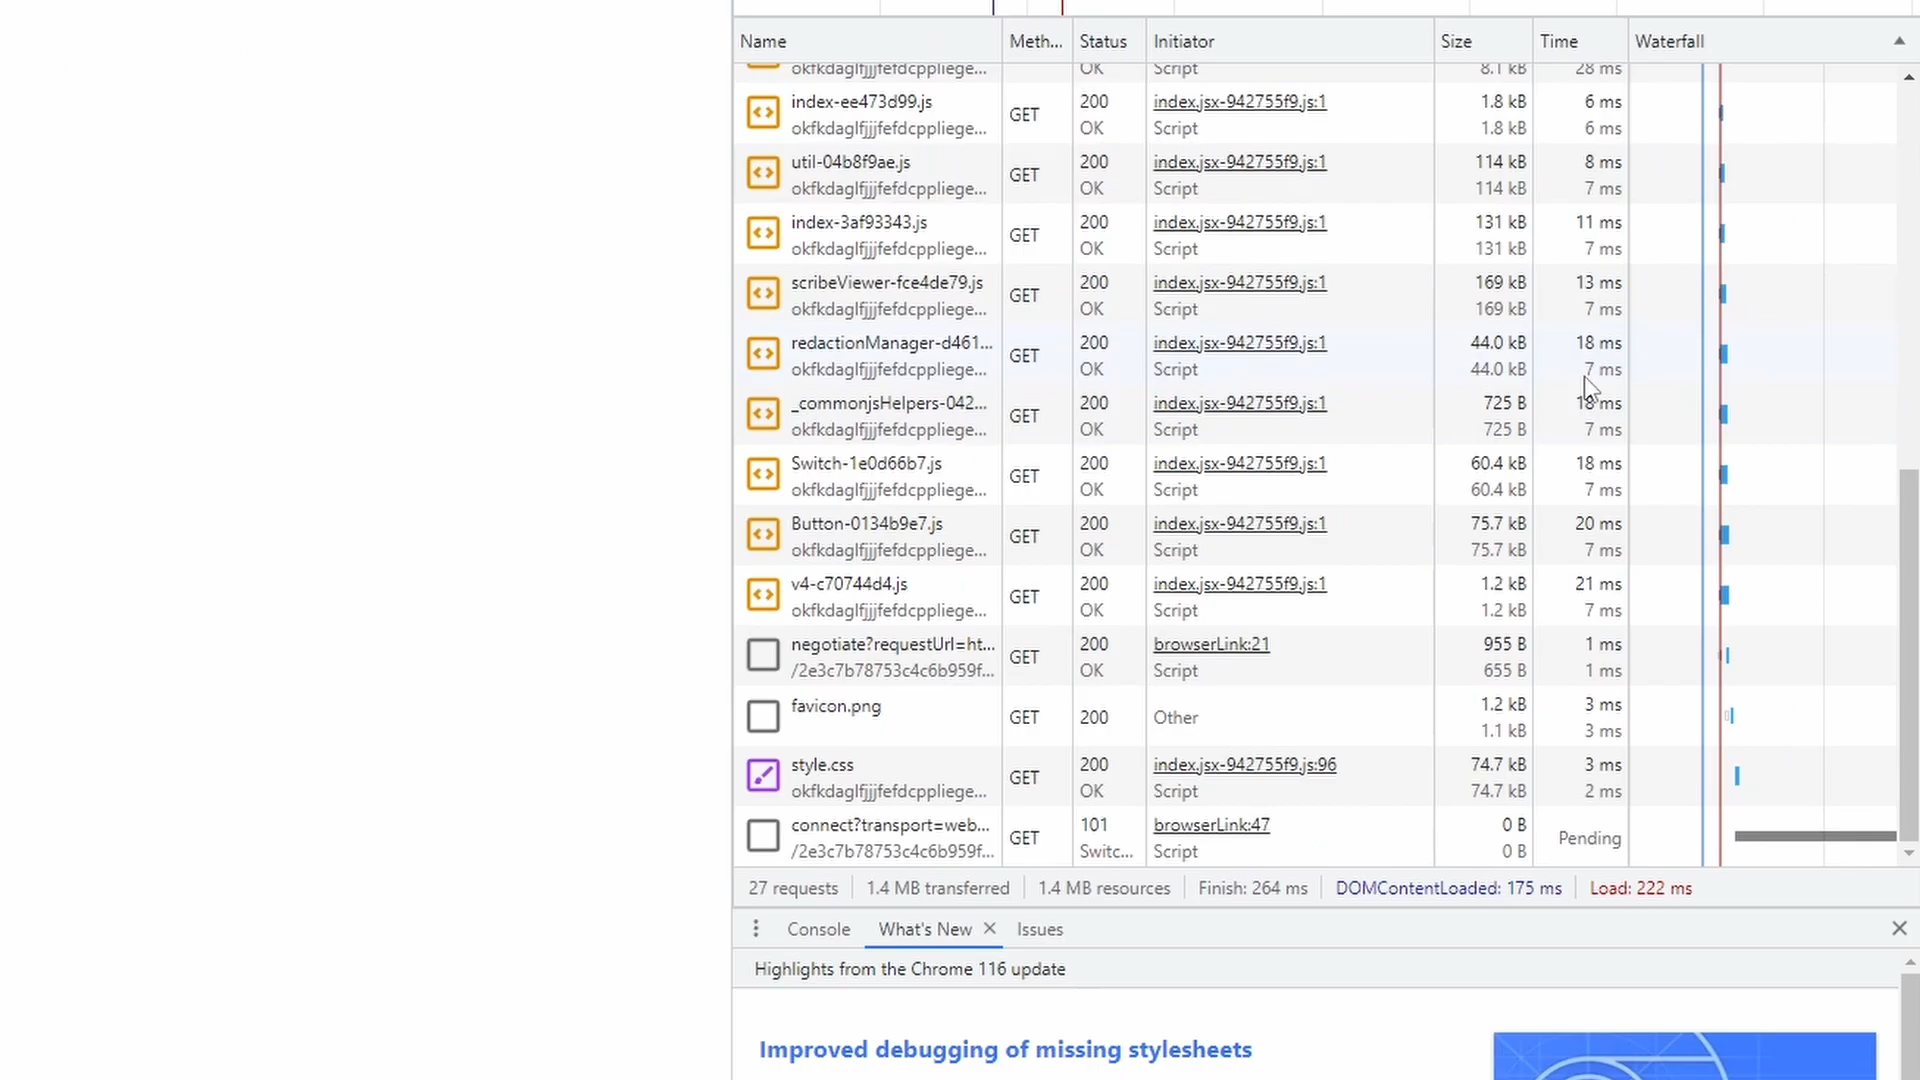 Name Meth... Status Initiator Size Time Waterfall
okfkdaglfjjjfefdcppliege... OK Script 8.1 kB 28 ms
index-ee473d99.js GET 200 index.jsx-942755f9.js:1 1.8 kB 6 ms
okfkdaglfjjjfefdcppliege... OK Script 1.8 kB 6 ms
util-04b8f9ae.js GET 200 index.jsx-942755f9.js:1 114 kB 8 ms
okfkdaglfjjjfefdcppliege... OK Script 114 kB 7 ms
index-3af93343.js GET 200 index.jsx-942755f9.js:1 131 kB 11 ms
okfkdaglfjjjfefdcppliege... OK Script 131 kB 7 ms
scribeViewer-fce4de79.js GET 200 index.jsx-942755f9.js:1 169 kB 13 ms
okfkdaglfjjjfefdcppliege... OK Script 169 kB 7 ms
redactionManager-d461... GET 200 index.jsx-942755f9.js:1 44.0 kB 18 ms
okfkdaglfjjjfefdcppliege... OK Script 44.0 kB 7 ms
_commonjsHelpers-042... GET 200 index.jsx-942755f9.js:1 725 B 18 ms
okfkdaglfjjjfefdcppliege... OK Script 725 B 7 ms
Switch-1e0d66b7.js GET 200 index.jsx-942755f9.js:1 60.4 kB 18 ms
okfkdaglfjjjfefdcppliege... OK Script 60.4 kB 7 ms
Button-0134b9e7.js GET 200 index.jsx-942755f9.js:1 75.7 kB 20 ms
okfkdaglfjjjfefdcppliege... OK Script 75.7 kB 7 ms
v4-c70744d4.js GET 200 index.jsx-942755f9.js:1 1.2 kB 21 ms
okfkdaglfjjjfefdcppliege... OK Script 1.2 kB 7 ms
negotiate?requestUrl=ht... GET 200 browserLink:21 955 B 1 ms
/2e3c7b78753c4c6b959f... OK Script 655 B 1 ms
favicon.png GET 200 Other 1.2 kB 3 ms
1.1 kB 3 ms
style.css GET 200 index.jsx-942755f9.js:96 74.7 kB 3 ms
okfkdaglfjjjfefdcppliege... OK Script 74.7 kB 2 ms
connect?transport=web... GET 101 browserLink:47 0 B Pending
/2e3c7b78753c4c6b959f... Switc... Script 0 B
27 requests 1.4 MB transferred 1.4 MB resources Finish: 264 ms DOMContentLoaded: 175 ms Load: 222 ms
Console What's New Issues
Highlights from the Chrome 116 update
Improved debugging of missing stylesheets